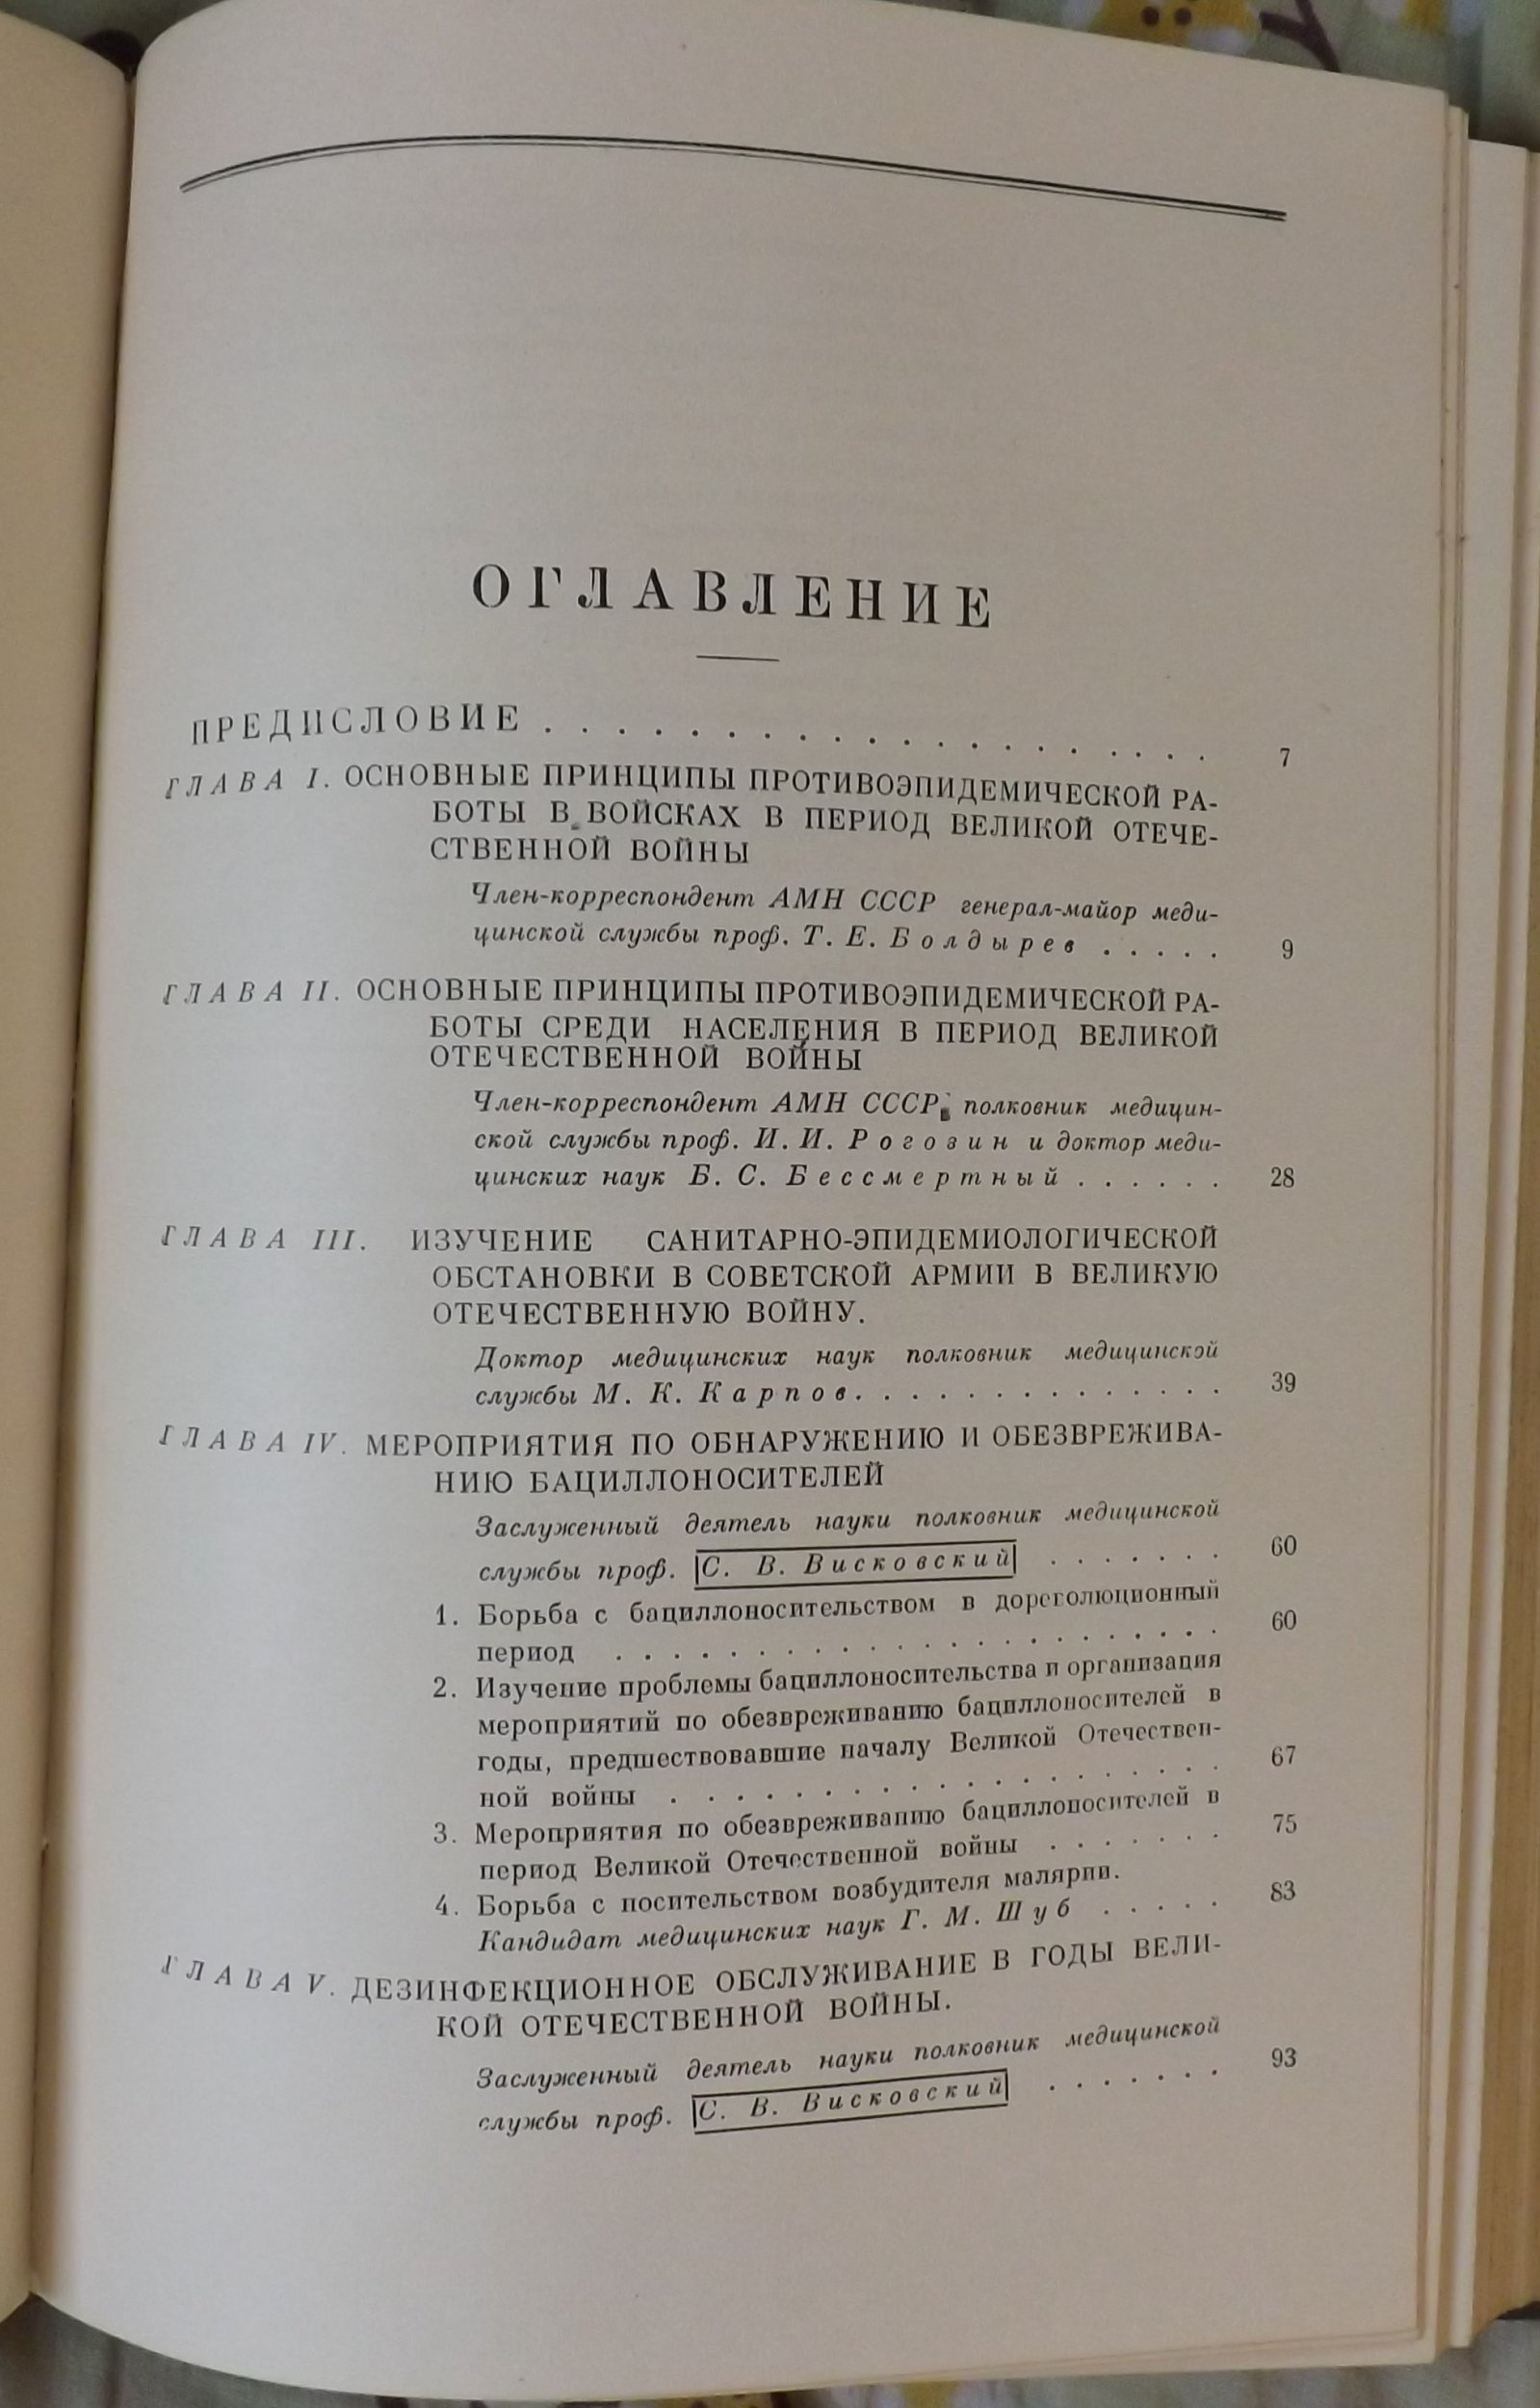 ОГЛАВЛЕНИЕ
ПРЕДИСЛОВИЕ . . . . . . . . . . . . . . . . . . . 7
ГЛАВА I. ОСНОВНЫЕ ПРИНЦИПЫ ПРОТИВОЭПИДЕМИЧЕСКОЙ РА-
БОТЫ В ВОЙСКАХ В ПЕРИОД ВЕЛИКОЙ ОТЕЧЕ-
СТВЕННОЙ ВОЙНЫ
Член-корреспондент АМН СССР генерал-майор меди-
цинской службы проф. Т. Е. Болдырев . . . . . 9
ГЛАВА II. ОСНОВНЫЕ ПРИНЦИПЫ ПРОТИВОЭПИДЕМИЧЕСКОЙ РА-
БОТЫ СРЕДИ НАСЕЛЕНИЯ В ПЕРИОД ВЕЛИКОЙ
ОТЕЧЕСТВЕННОЙ ВОЙНЫ
Член-корреспондент АМН СССР полковник медицин-
ской службы проф. И. И. Рогозин и доктор меди-
цинских наук Б. С. Бессмертный . . . . . . 28
ГЛАВА III. ИЗУЧЕНИЕ САНИТАРНО-ЭПИДЕМИОЛОГИЧЕСКОЙ
ОБСТАНОВКИ В СОВЕТСКОЙ АРМИИ В ВЕЛИКУЮ
ОТЕЧЕСТВЕННУЮ ВОЙНУ.
Доктор медицинских наук полковник медицинской
службы М. К. Карпов. . . . . . . . . . . . . . 39
ГЛАВА IV. МЕРОПРИЯТИЯ ПО ОБНАРУЖЕНИЮ И ОБЕЗВРЕЖИВА-
НИЮ БАЦИЛЛОНОСИТЕЛЕЙ
Заслуженный деятель науки полковник медицинской
службы проф. С. В. Висковский . . . . . . . 60
1. Борьба с бациллоносительством в дореволюционный
период . . . . . . . . . . . . . . . . . . . . . 60
2. Изучение проблемы бациллоносительства и организация
мероприятий по обезвреживанию бациллоносителей в
годы, предшествовавшие началу Великой Отечествен-
ной войны . . . . . . . . . . . . . . . . . . 67
3. Мероприятия по обезвреживанию бациллоносителей в
период Великой Отечественной войны . . . . . . . 75
4. Борьба с носительством возбудителя малярии.
Кандидат медицинских наук Г. М. Шуб . . . . . 83
ГЛАВА V. ДЕЗИНФЕКЦИОННОЕ ОБСЛУЖИВАНИЕ В ГОДЫ ВЕЛИ-
КОЙ ОТЕЧЕСТВЕННОЙ ВОЙНЫ.
Заслуженный деятель науки полковник медицинской
службы проф. С. В. Висковский . . . . . . . 93